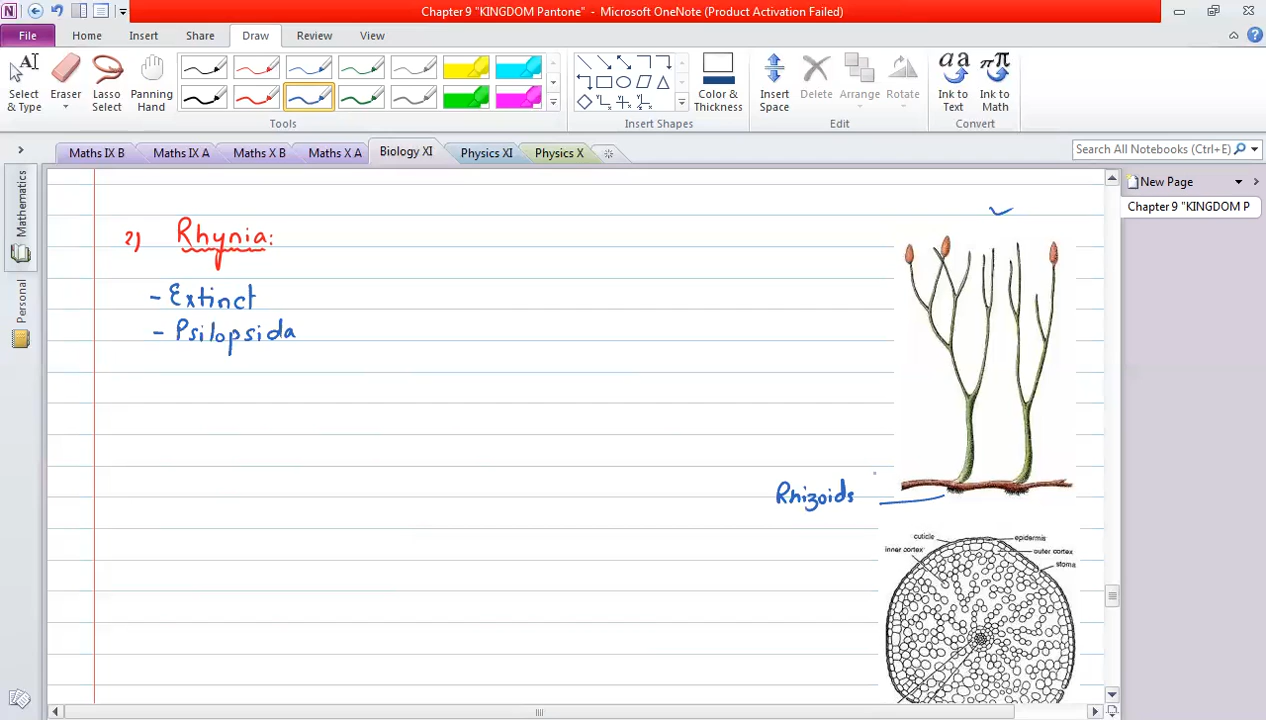 Chapter 9 "KINGDOM Pantone" - Microsoft OneNote (Product Activation Failed)
File Home Insert Share Draw Review View
Select & Type
Eraser
Lasso Select
Panning Hand
Color & Thickness
Insert Space
Delete
Arrange
Rotate
Ink to Text
Ink to Math
Tools
Insert Shapes
Edit
Convert
Maths IX B Maths IX A Maths X B Maths X A Biology XI Physics XI Physics X
Search All Notebooks (Ctrl+E)
New Page
Chapter 9 "KINGDOM P
Mathematics
Personal
2) Rhynia:
- Extinct
- Psilopsida
Rhizoids
cuticle
epidermis
inner cortex
outer cortex
stoma